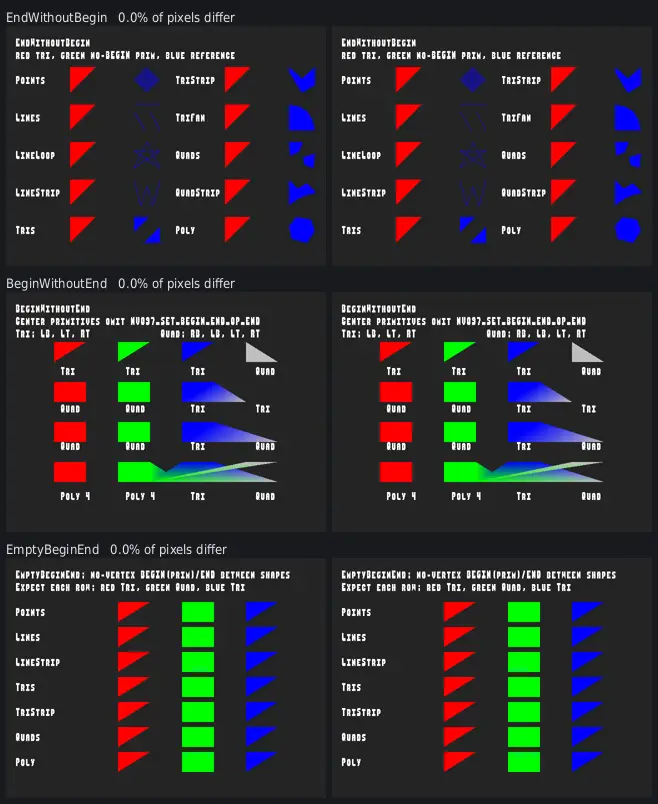 EndWithoutBegin 0.0% of pixels differ
EndWithoutBegin
Red tri, green no-begin prim, blue reference
Points TriStrip
Lines TriFan
LineLoop Quads
LineStrip QuadStrip
Tris Poly
EndWithoutBegin
Red tri, green no-begin prim, blue reference
Points TriStrip
Lines TriFan
LineLoop Quads
LineStrip QuadStrip
Tris Poly
BeginWithoutEnd 0.0% of pixels differ
BeginWithoutEnd
Center primitives omit NV097_SET_BEGIN_END_OP_END
Tri: LB, LT, RT Quad: RB, LB, LT, RT
Tri Tri Tri Quad
Quad Quad Tri Tri
Quad Quad Tri Quad
Poly 4 Poly 4 Tri Quad
BeginWithoutEnd
Center primitives omit NV097_SET_BEGIN_END_OP_END
Tri: LB, LT, RT Quad: RB, LB, LT, RT
Tri Tri Tri Quad
Quad Quad Tri Tri
Quad Quad Tri Quad
Poly 4 Poly 4 Tri Quad
EmptyBeginEnd 0.0% of pixels differ
EmptyBeginEnd: no-vertex Begin(prim)/End between shapes
Expect each row: red Tri, green Quad, blue Tri
Points
Lines
LineStrip
Tris
TriStrip
Quads
Poly
EmptyBeginEnd: no-vertex Begin(prim)/End between shapes
Expect each row: red Tri, green Quad, blue Tri
Points
Lines
LineStrip
Tris
TriStrip
Quads
Poly